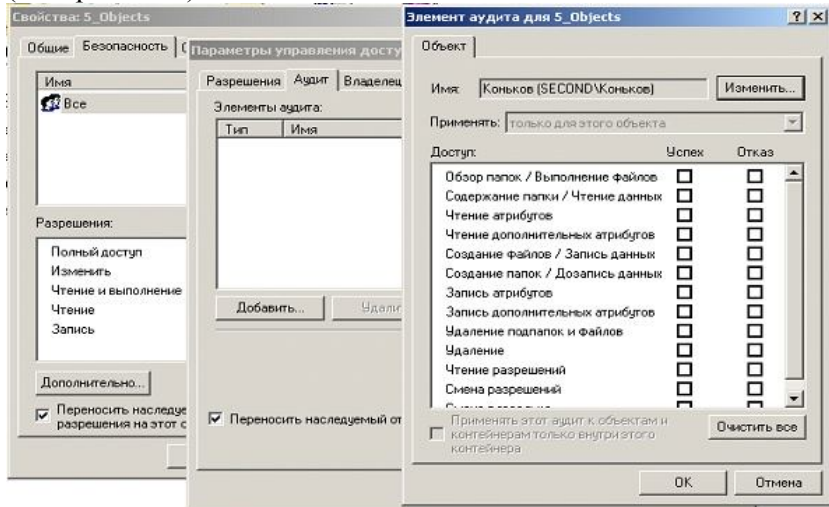 Свойства: 5_Objects
Общие
Безопасность
Имя
Все
Разрешения:
Полный доступ
Изменить
Чтение и выполнение
Чтение
Запись
Дополнительно...
Переносить наследуе
разрешения на этот о
Параметры управления досту
Разрешения
Аудит
Владелец
Элементы аудита:
Тип
Имя
Добавить...
Удали
Переносить наследуемый от
Элемент аудита для 5_Objects
Объект
Имя: Коньков (SECOND\Коньков) Изменить...
Применять: только для этого объекта
Доступ: Успех Отказ
Обзор папок / Выполнение файлов
Содержание папки / Чтение данных
Чтение атрибутов
Чтение дополнительных атрибутов
Создание файлов / Запись данных
Создание папок / Дозапись данных
Запись атрибутов
Запись дополнительных атрибутов
Удаление подпапок и файлов
Удаление
Чтение разрешений
Смена разрешений
Применять этот аудит к объектам и
контейнерам только внутри этого
контейнера
Очистить все
OK
Отмена